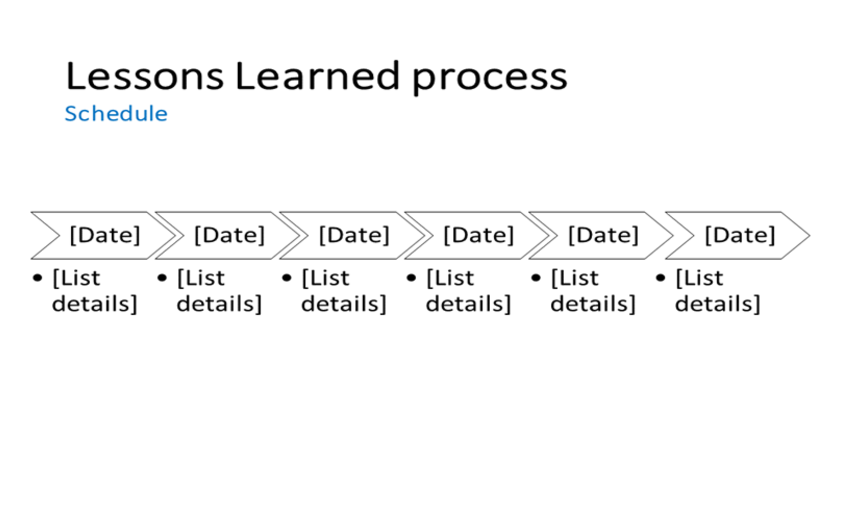 Lessons Learned process
Schedule
[Date] [Date] [Date] [Date] [Date] [Date]
• [List • [List • [List • [List • [List • [List
details] details] details] details] details] details]